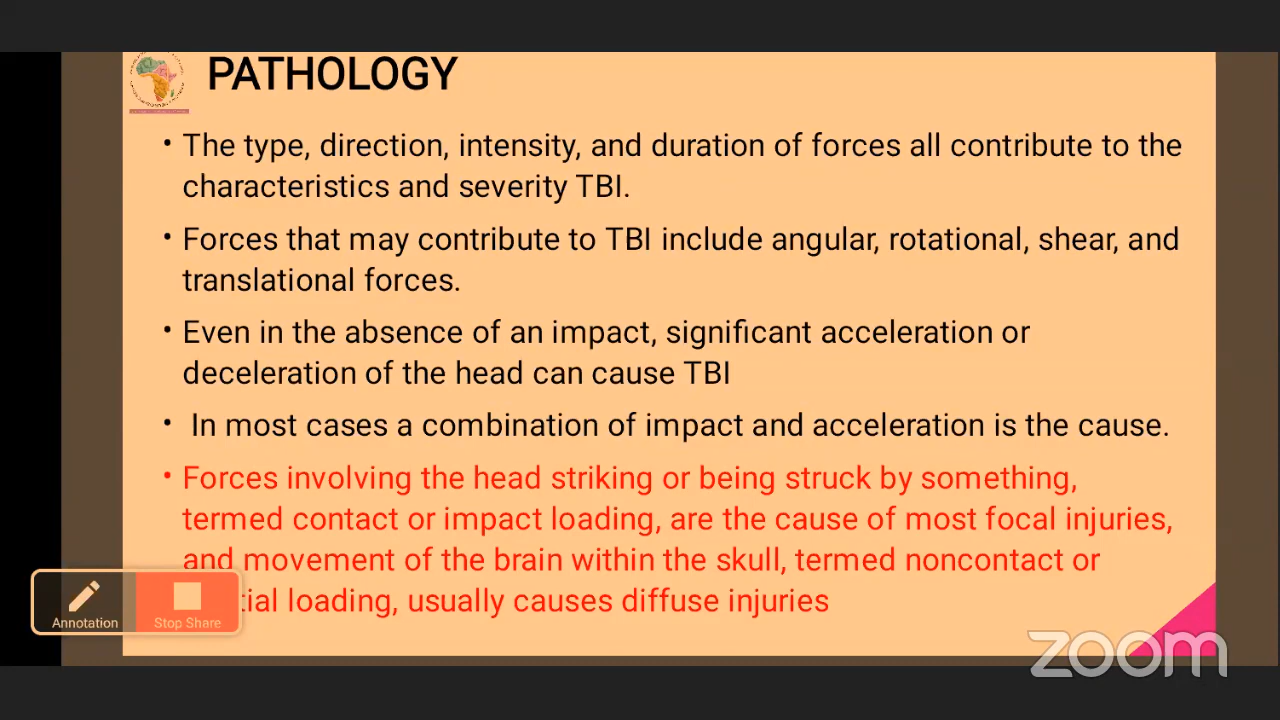 PATHOLOGY
• The type, direction, intensity, and duration of forces all contribute to the
characteristics and severity TBI.
• Forces that may contribute to TBI include angular, rotational, shear, and
translational forces.
• Even in the absence of an impact, significant acceleration or
deceleration of the head can cause TBI
• In most cases a combination of impact and acceleration is the cause.
• Forces involving the head striking or being struck by something,
termed contact or impact loading, are the cause of most focal injuries,
and movement of the brain within the skull, termed noncontact or
tial loading, usually causes diffuse injuries
Annotation
Stop Share
zoom